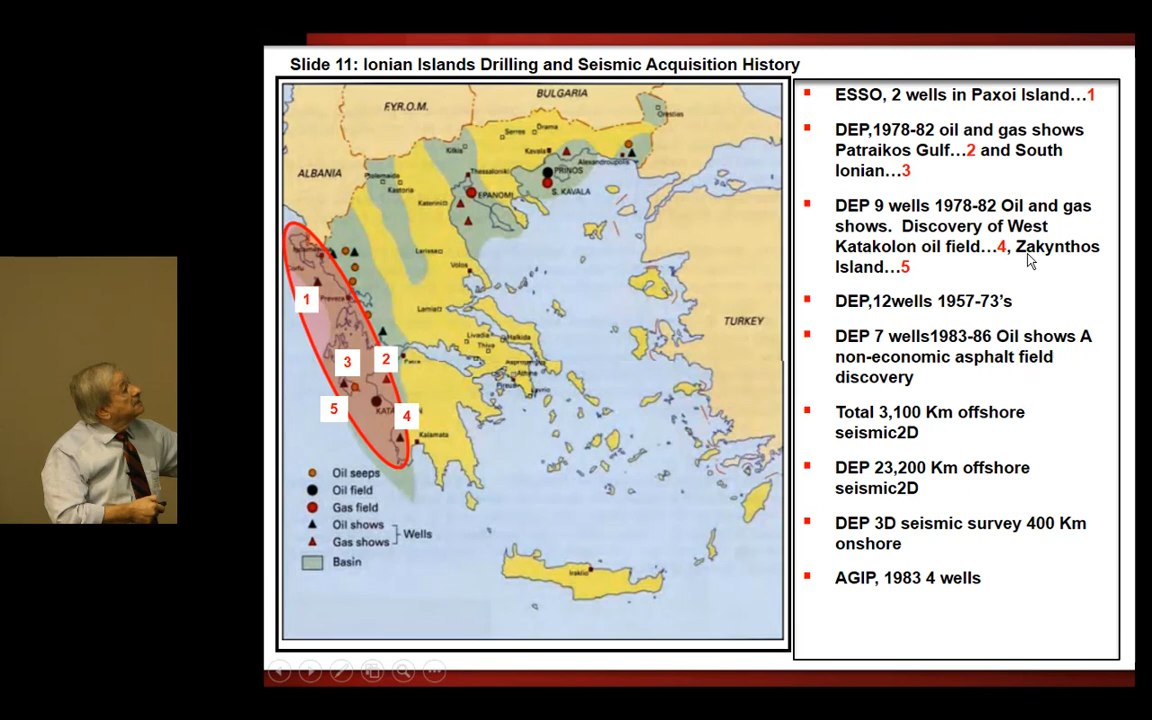 Slide 11: Ionian Islands Drilling and Seismic Acquisition History
BULGARIA
F.Y.R.O.M.
ALBANIA
TURKEY
Orestias
Drama
Serres
Kavala
Alexandroupolis
Kilkis
PRINOS
S. KAVALA
Thessaloniki
EPANOMI
Ptolemaida
Kastoria
Katerini
Larissa
Volos
Corfu
Preveza
Lamia
Livadia
Halkida
Thiva
Athens
Patra
Kalamata
Iraklio
1
3
2
5
4
Oil seeps
Oil field
Gas field
Oil shows
Gas shows
Wells
Basin
ESSO, 2 wells in Paxoi Island…1
DEP,1978-82 oil and gas shows
Patraikos Gulf…2 and South
Ionian…3
DEP 9 wells 1978-82 Oil and gas
shows. Discovery of West
Katakolon oil field…4, Zakynthos
Island…5
DEP,12wells 1957-73’s
DEP 7 wells1983-86 Oil shows A
non-economic asphalt field
discovery
Total 3,100 Km offshore
seismic2D
DEP 23,200 Km offshore
seismic2D
DEP 3D seismic survey 400 Km
onshore
AGIP, 1983 4 wells